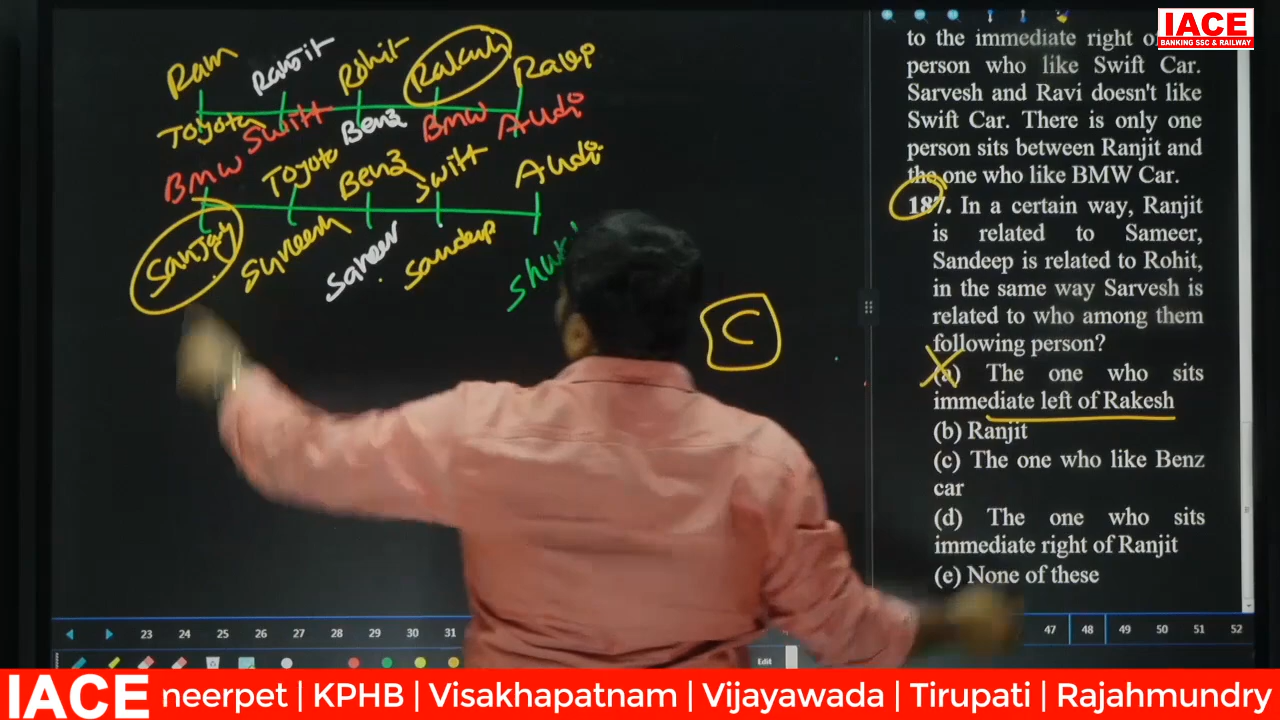 IACE
BANKING SSC & RAILWAY
Ram Ranjit Rohit Rakesh Ravi
Toyota Swift Benz BMW Audi
BMW Toyota Benz Swift Audi
Sanjay Sameer Sandeep
C
to the immediate right of
person who like Swift Car.
Sarvesh and Ravi doesn't like
Swift Car. There is only one
person sits between Ranjit and
the one who like BMW Car.
187. In a certain way, Ranjit
is related to Sameer,
Sandeep is related to Rohit,
in the same way Sarvesh is
related to who among them
following person?
(a) The one who sits
immediate left of Rakesh
(b) Ranjit
(c) The one who like Benz
car
(d) The one who sits
immediate right of Ranjit
(e) None of these
23 24 25 26 27 28 29 30 31 47 48 49 50 51 52
Edit
IACE neerpet | KPHB | Visakhapatnam | Vijayawada | Tirupati | Rajahmundry